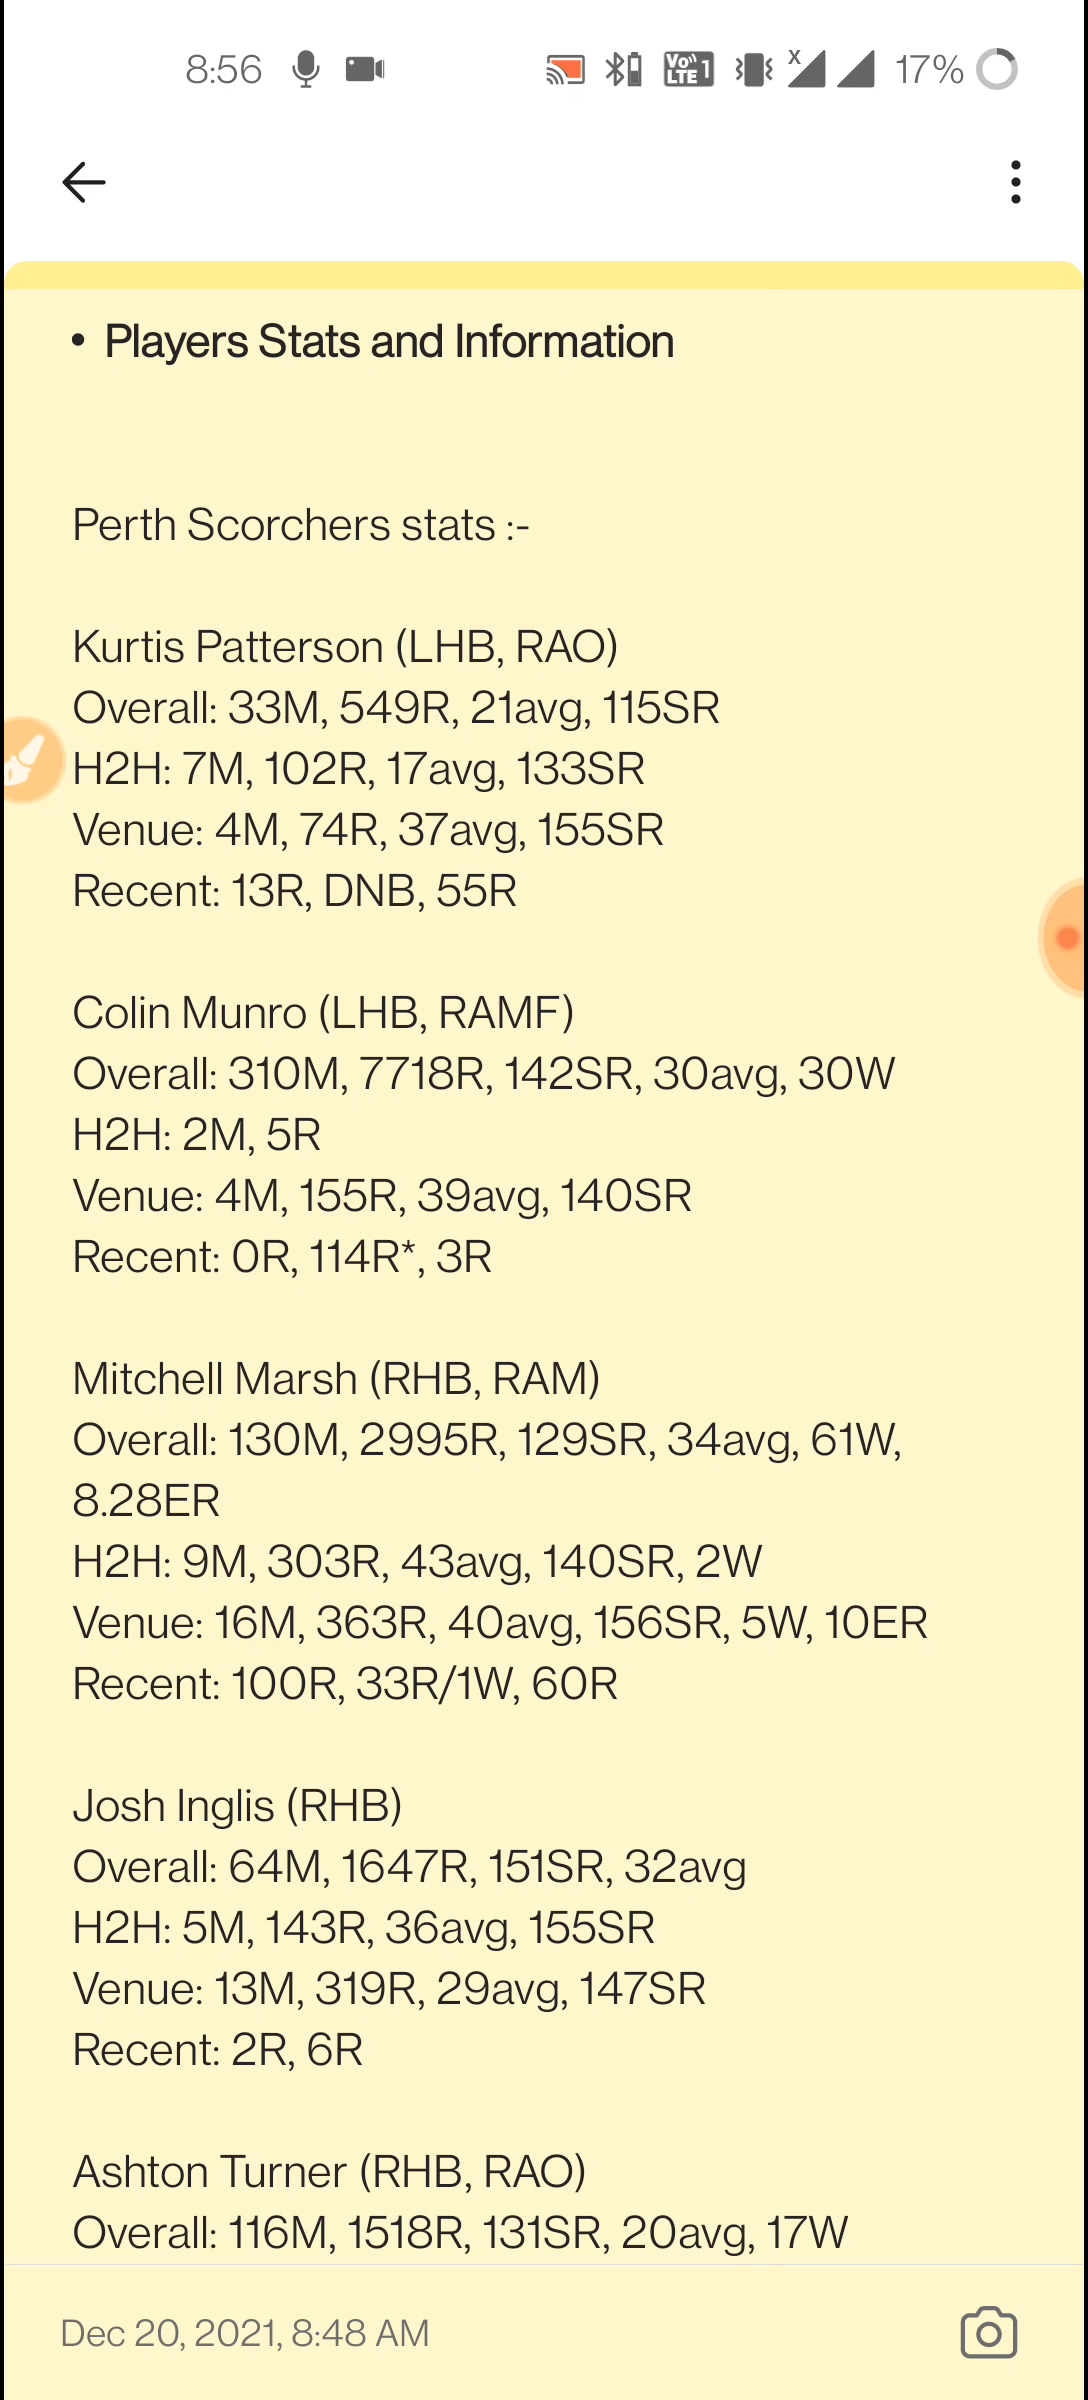 8:56 Vo)) LTE 1 x 17%
• Players Stats and Information
Perth Scorchers stats :-
Kurtis Patterson (LHB, RAO)
Overall: 33M, 549R, 21avg, 115SR
H2H: 7M, 102R, 17avg, 133SR
Venue: 4M, 74R, 37avg, 155SR
Recent: 13R, DNB, 55R
Colin Munro (LHB, RAMF)
Overall: 310M, 7718R, 142SR, 30avg, 30W
H2H: 2M, 5R
Venue: 4M, 155R, 39avg, 140SR
Recent: 0R, 114R*, 3R
Mitchell Marsh (RHB, RAM)
Overall: 130M, 2995R, 129SR, 34avg, 61W,
8.28ER
H2H: 9M, 303R, 43avg, 140SR, 2W
Venue: 16M, 363R, 40avg, 156SR, 5W, 10ER
Recent: 100R, 33R/1W, 60R
Josh Inglis (RHB)
Overall: 64M, 1647R, 151SR, 32avg
H2H: 5M, 143R, 36avg, 155SR
Venue: 13M, 319R, 29avg, 147SR
Recent: 2R, 6R
Ashton Turner (RHB, RAO)
Overall: 116M, 1518R, 131SR, 20avg, 17W
Dec 20, 2021, 8:48 AM